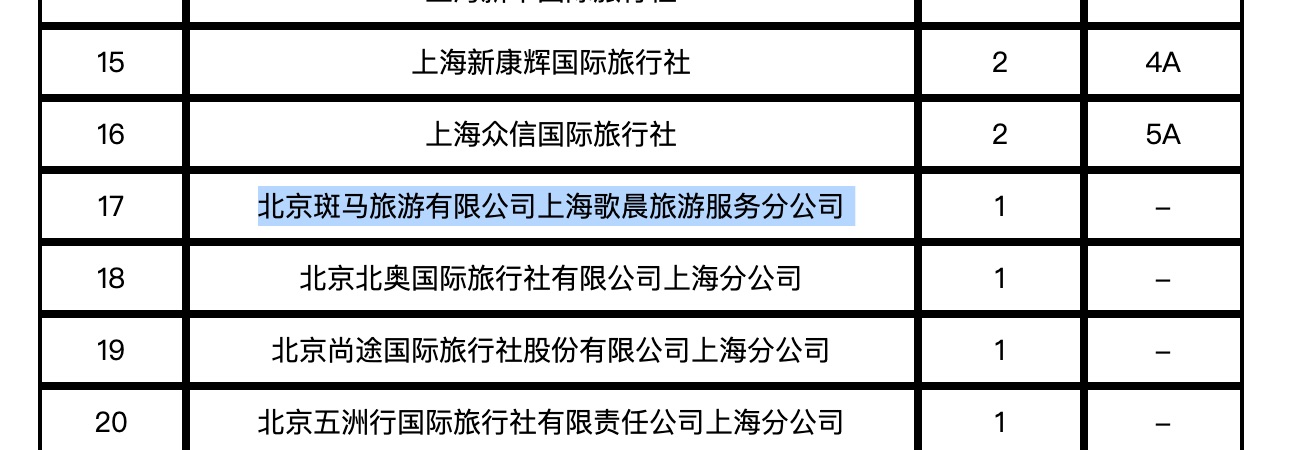 15 上海新康辉国际旅行社 2 4A
16 上海众信国际旅行社 2 5A
17 北京斑马旅游有限公司上海歌晨旅游服务分公司 1 –
18 北京北奥国际旅行社有限公司上海分公司 1 –
19 北京尚途国际旅行社股份有限公司上海分公司 1 –
20 北京五洲行国际旅行社有限责任公司上海分公司 1 –